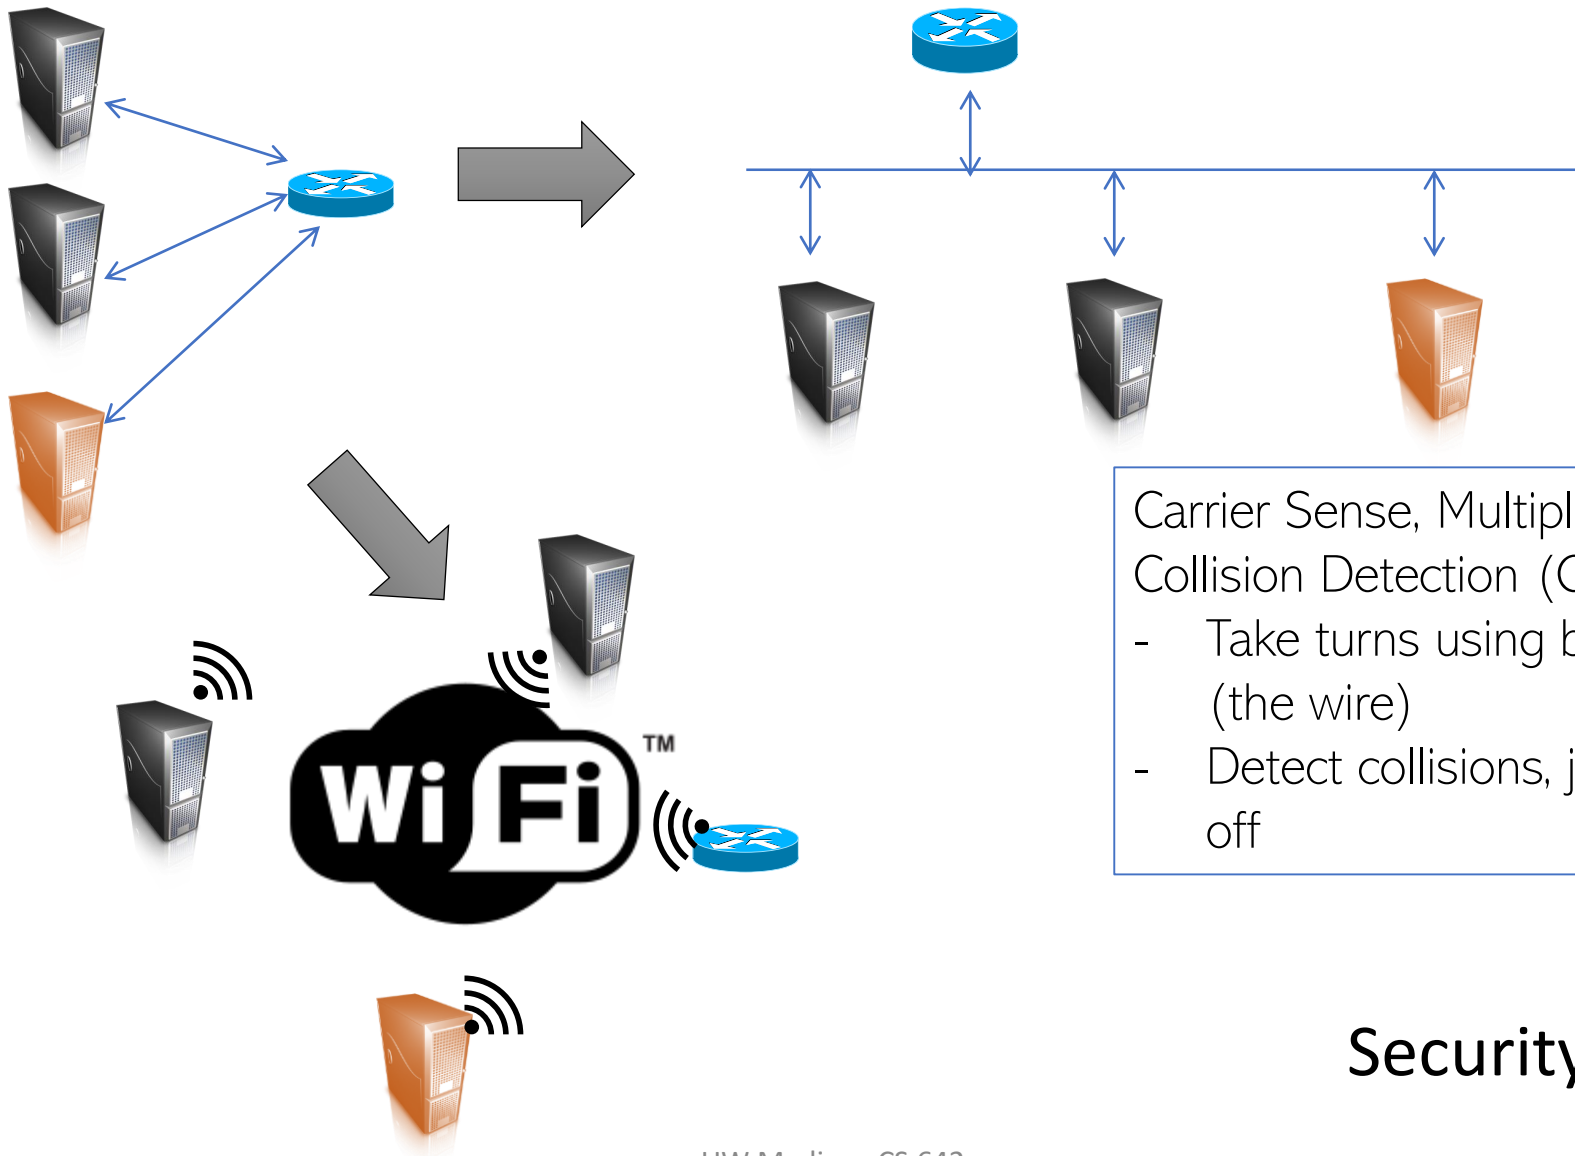 Carrier Sense, Multipl
Collision Detection (C
- Take turns using b
(the wire)
- Detect collisions, j
off
Wi Fi TM
Security